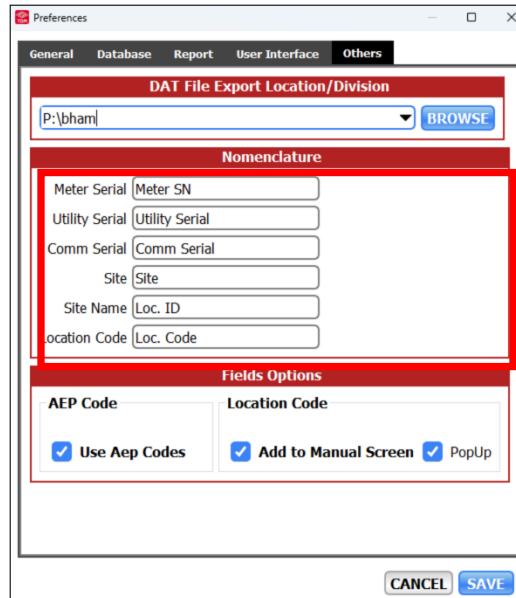 Preferences
General Database Report User Interface Others
DAT File Export Location/Division
P:\bham BROWSE
Nomenclature
Meter Serial Meter SN
Utility Serial Utility Serial
Comm Serial Comm Serial
Site Site
Site Name Loc. ID
Location Code Loc. Code
Fields Options
AEP Code Location Code
Use Aep Codes Add to Manual Screen PopUp
CANCEL SAVE